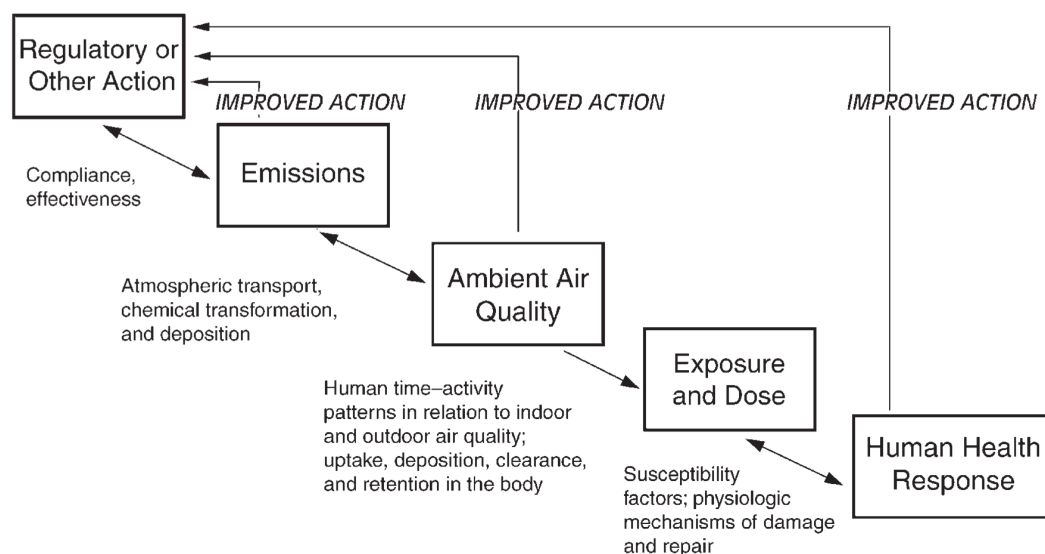 Regulatory or
Other Action
IMPROVED ACTION
IMPROVED ACTION
IMPROVED ACTION
Compliance,
effectiveness
Emissions
Atmospheric transport,
chemical transformation,
and deposition
Ambient Air
Quality
Human time–activity
patterns in relation to indoor
and outdoor air quality;
uptake, deposition, clearance,
and retention in the body
Exposure
and Dose
Susceptibility
factors; physiologic
mechanisms of damage
and repair
Human Health
Response